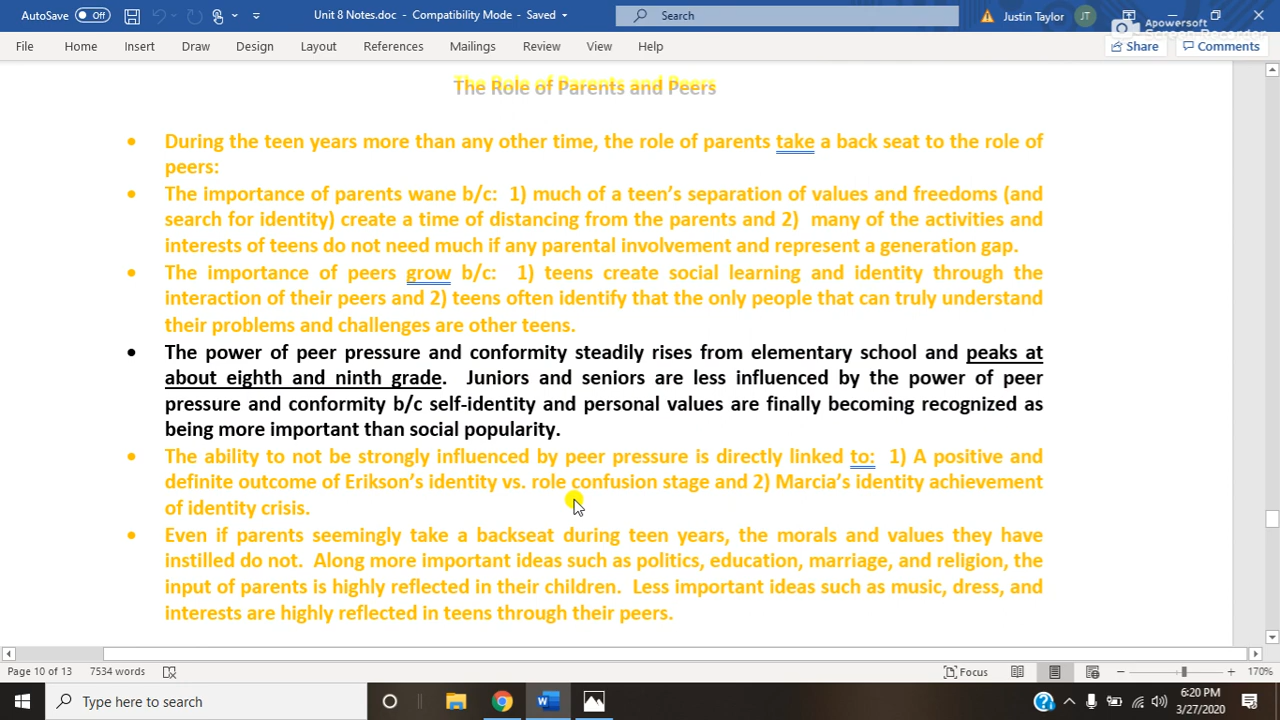 AutoSave Off Unit 8 Notes.doc - Compatibility Mode - Saved Search Justin Taylor JT
Apowersoft
Screen Recorder
File Home Insert Draw Design Layout References Mailings Review View Help Share Comments
The Role of Parents and Peers
• During the teen years more than any other time, the role of parents take a back seat to the role of
peers:
• The importance of parents wane b/c: 1) much of a teen's separation of values and freedoms (and
search for identity) create a time of distancing from the parents and 2) many of the activities and
interests of teens do not need much if any parental involvement and represent a generation gap.
• The importance of peers grow b/c: 1) teens create social learning and identity through the
interaction of their peers and 2) teens often identify that the only people that can truly understand
their problems and challenges are other teens.
• The power of peer pressure and conformity steadily rises from elementary school and peaks at
about eighth and ninth grade. Juniors and seniors are less influenced by the power of peer
pressure and conformity b/c self-identity and personal values are finally becoming recognized as
being more important than social popularity.
• The ability to not be strongly influenced by peer pressure is directly linked to: 1) A positive and
definite outcome of Erikson's identity vs. role confusion stage and 2) Marcia's identity achievement
of identity crisis.
• Even if parents seemingly take a backseat during teen years, the morals and values they have
instilled do not. Along more important ideas such as politics, education, marriage, and religion, the
input of parents is highly reflected in their children. Less important ideas such as music, dress, and
interests are highly reflected in teens through their peers.
Page 10 of 13 7534 words Focus 170%
Type here to search 6:20 PM
3/27/2020